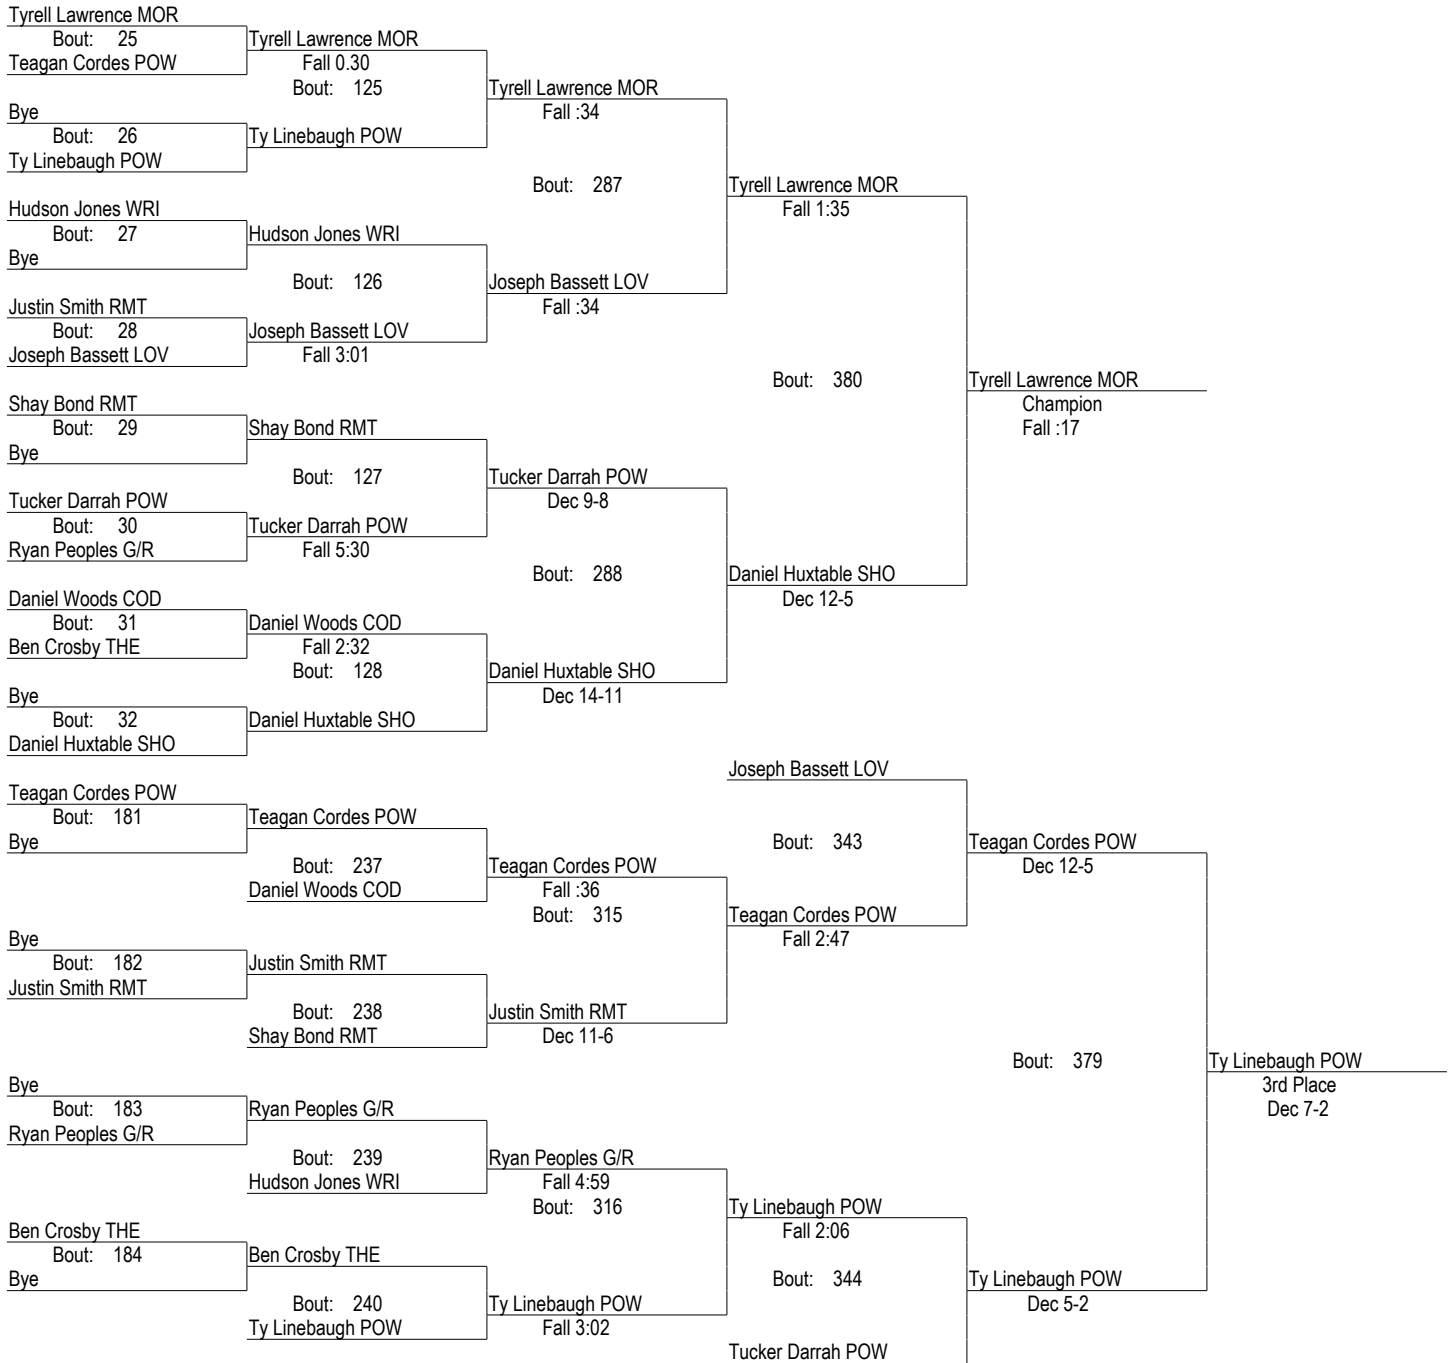 Tyrell Lawrence MOR
Bout: 25
Teagan Cordes POW
Bye
Bout: 26
Ty Linebaugh POW
Hudson Jones WRI
Bout: 27
Bye
Justin Smith RMT
Bout: 28
Joseph Bassett LOV
Shay Bond RMT
Bout: 29
Bye
Tucker Darrah POW
Bout: 30
Ryan Peoples G/R
Daniel Woods COD
Bout: 31
Ben Crosby THE
Bye
Bout: 32
Daniel Huxtable SHO
Tyrell Lawrence MOR
Fall 0.30
Bout: 125
Ty Linebaugh POW
Hudson Jones WRI
Bout: 126
Joseph Bassett LOV
Fall 3:01
Shay Bond RMT
Bout: 127
Tucker Darrah POW
Fall 5:30
Daniel Woods COD
Fall 2:32
Bout: 128
Daniel Huxtable SHO
Tyrell Lawrence MOR
Fall :34
Bout: 287
Joseph Bassett LOV
Fall :34
Tucker Darrah POW
Dec 9-8
Bout: 288
Daniel Huxtable SHO
Dec 14-11
Tyrell Lawrence MOR
Fall 1:35
Bout: 380
Daniel Huxtable SHO
Dec 12-5
Tyrell Lawrence MOR
Champion
Fall :17
Teagan Cordes POW
Bout: 181
Bye
Bye
Bout: 182
Justin Smith RMT
Bye
Bout: 183
Ryan Peoples G/R
Ben Crosby THE
Bout: 184
Bye
Teagan Cordes POW
Bout: 237
Daniel Woods COD
Justin Smith RMT
Bout: 238
Shay Bond RMT
Ryan Peoples G/R
Bout: 239
Hudson Jones WRI
Ben Crosby THE
Bout: 240
Ty Linebaugh POW
Teagan Cordes POW
Fall :36
Bout: 315
Justin Smith RMT
Dec 11-6
Ryan Peoples G/R
Fall 4:59
Bout: 316
Ty Linebaugh POW
Fall 3:02
Joseph Bassett LOV
Bout: 343
Teagan Cordes POW
Fall 2:47
Ty Linebaugh POW
Fall 2:06
Bout: 344
Tucker Darrah POW
Teagan Cordes POW
Dec 12-5
Bout: 379
Ty Linebaugh POW
Dec 5-2
Ty Linebaugh POW
3rd Place
Dec 7-2